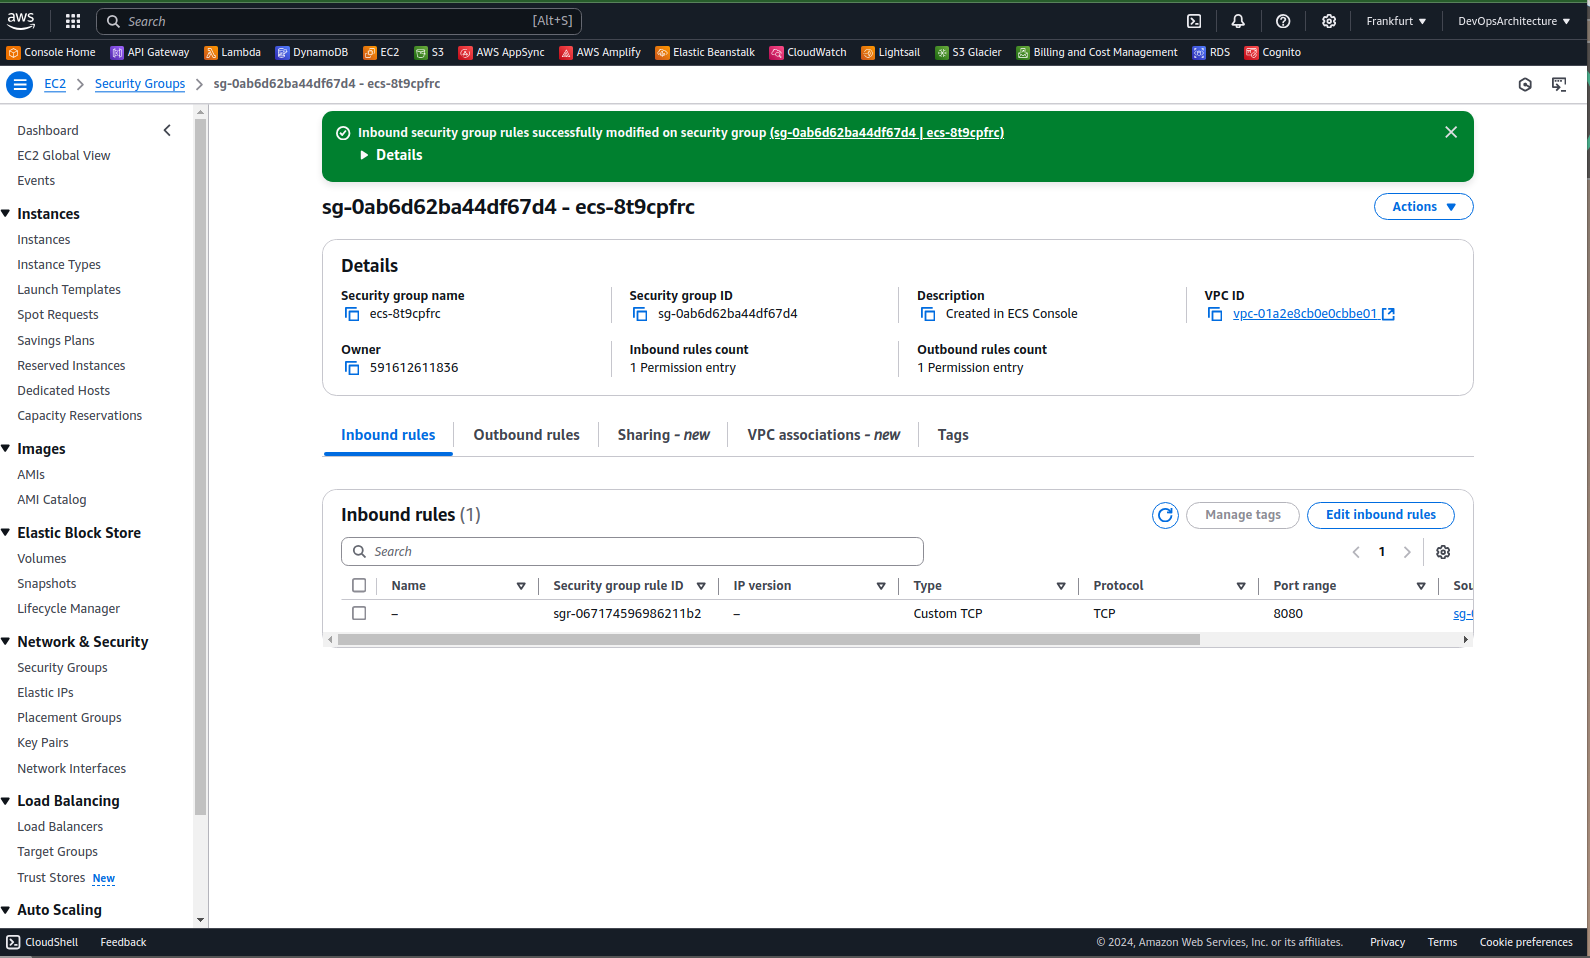 aws
Search [Alt+S]
Frankfurt ▼ DevOpsArchitecture ▼
Console Home API Gateway Lambda DynamoDB EC2 S3 AWS AppSync AWS Amplify Elastic Beanstalk CloudWatch Lightsail S3 Glacier Billing and Cost Management RDS Cognito
EC2 > Security Groups > sg-0ab6d62ba44df67d4 - ecs-8t9cpfrc
Dashboard
EC2 Global View
Events
Instances
Instances
Instance Types
Launch Templates
Spot Requests
Savings Plans
Reserved Instances
Dedicated Hosts
Capacity Reservations
Images
AMIs
AMI Catalog
Elastic Block Store
Volumes
Snapshots
Lifecycle Manager
Network & Security
Security Groups
Elastic IPs
Placement Groups
Key Pairs
Network Interfaces
Load Balancing
Load Balancers
Target Groups
Trust Stores New
Auto Scaling
Inbound security group rules successfully modified on security group (sg-0ab6d62ba44df67d4 | ecs-8t9cpfrc)
Details
sg-0ab6d62ba44df67d4 - ecs-8t9cpfrc
Actions ▼
Details
Security group name
ecs-8t9cpfrc
Security group ID
sg-0ab6d62ba44df67d4
Description
Created in ECS Console
VPC ID
vpc-01a2e8cb0e0cbbe01
Owner
591612611836
Inbound rules count
1 Permission entry
Outbound rules count
1 Permission entry
Inbound rules Outbound rules Sharing - new VPC associations - new Tags
Inbound rules (1)
Manage tags Edit inbound rules
Search
1
Name Security group rule ID IP version Type Protocol Port range Sou
– sgr-067174596986211b2 – Custom TCP TCP 8080 sg-
CloudShell Feedback © 2024, Amazon Web Services, Inc. or its affiliates. Privacy Terms Cookie preferences